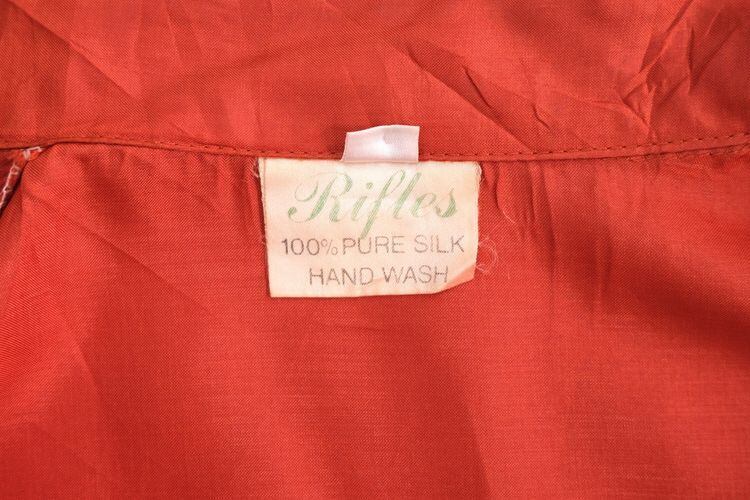 Rifles
100% PURE SILK
HAND WASH